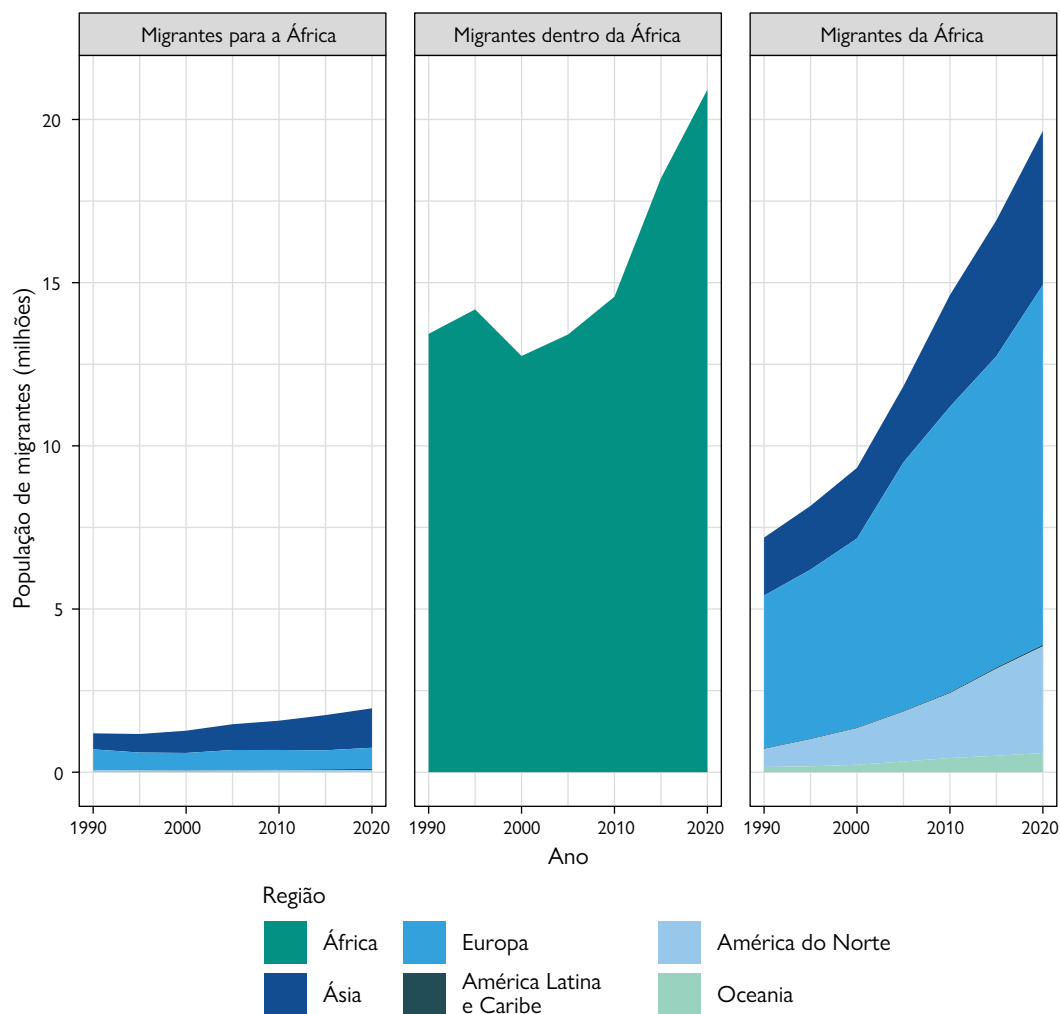 Migrantes para a África
Migrantes dentro da África
Migrantes da África
População de migrantes (milhões)
20
15
10
5
0
1990
2000
2010
2020
1990
2000
2010
2020
1990
2000
2010
2020
Ano
Região
África
Europa
América do Norte
Ásia
América Latina
e Caribe
Oceania